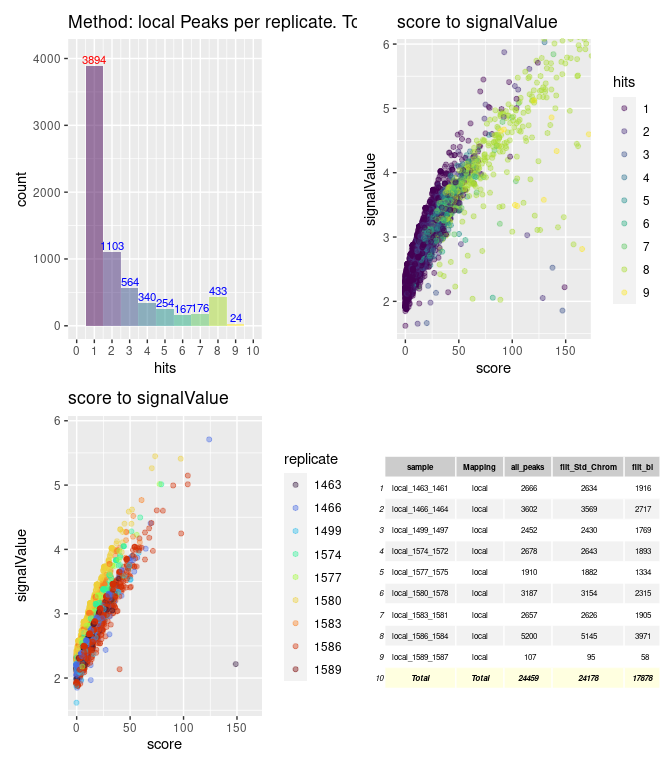 Method: local Peaks per replicate. To
3894
1103
564
340
254
167
176
433
24
4000
3000
2000
1000
0
count
0 1 2 3 4 5 6 7 8 9 10
hits
score to signalValue
6
5
4
3
2
signalValue
0 50 100 150
score
hits
1
2
3
4
5
6
7
8
9
score to signalValue
6
5
4
3
2
signalValue
0 50 100 150
score
replicate
1463
1466
1499
1574
1577
1580
1583
1586
1589
sample Mapping all_peaks filt_Std_Chrom filt_bl
1 local_1463_1461 local 2666 2634 1916
2 local_1466_1464 local 3602 3569 2717
3 local_1499_1497 local 2452 2430 1769
4 local_1574_1572 local 2678 2643 1893
5 local_1577_1575 local 1910 1882 1334
6 local_1580_1578 local 3187 3154 2315
7 local_1583_1581 local 2657 2626 1905
8 local_1586_1584 local 5200 5145 3971
9 local_1589_1587 local 107 95 58
10 Total Total 24459 24178 17878